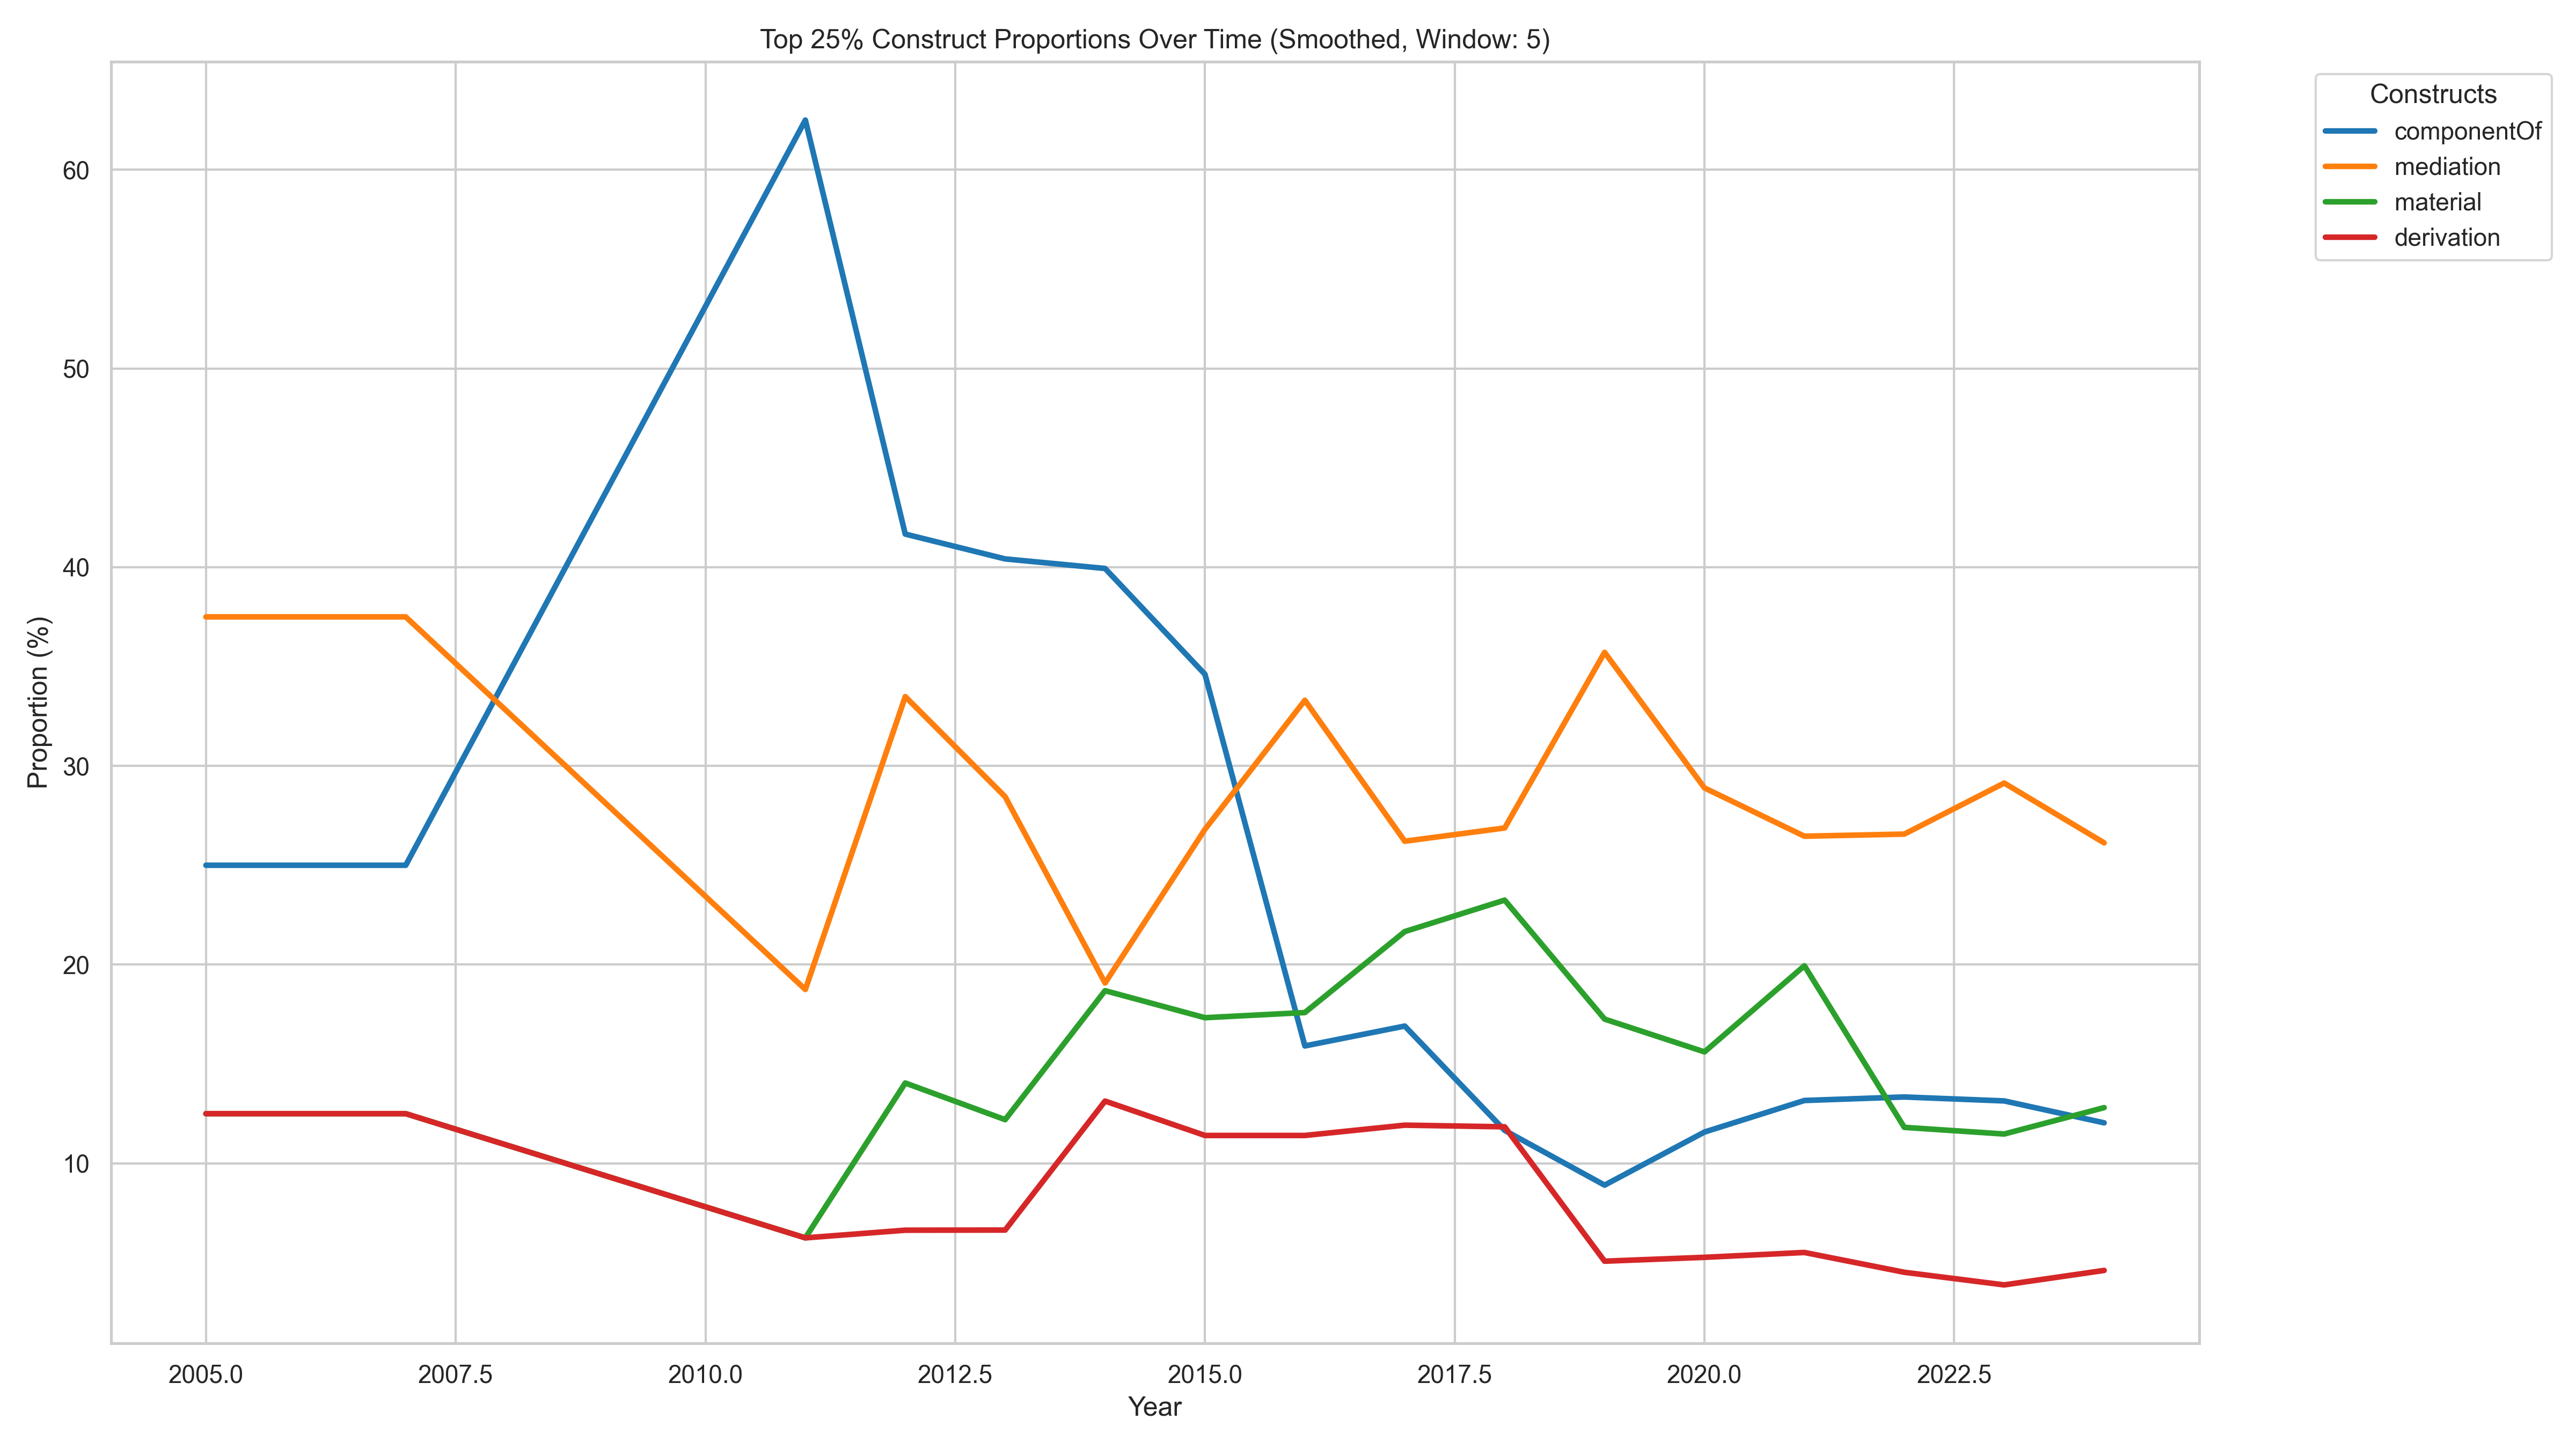 Top 25% Construct Proportions Over Time (Smoothed, Window: 5)
Constructs
componentOf
mediation
material
derivation
Proportion (%)
60
50
40
30
20
10
2005.0 2007.5 2010.0 2012.5 2015.0 2017.5 2020.0 2022.5
Year